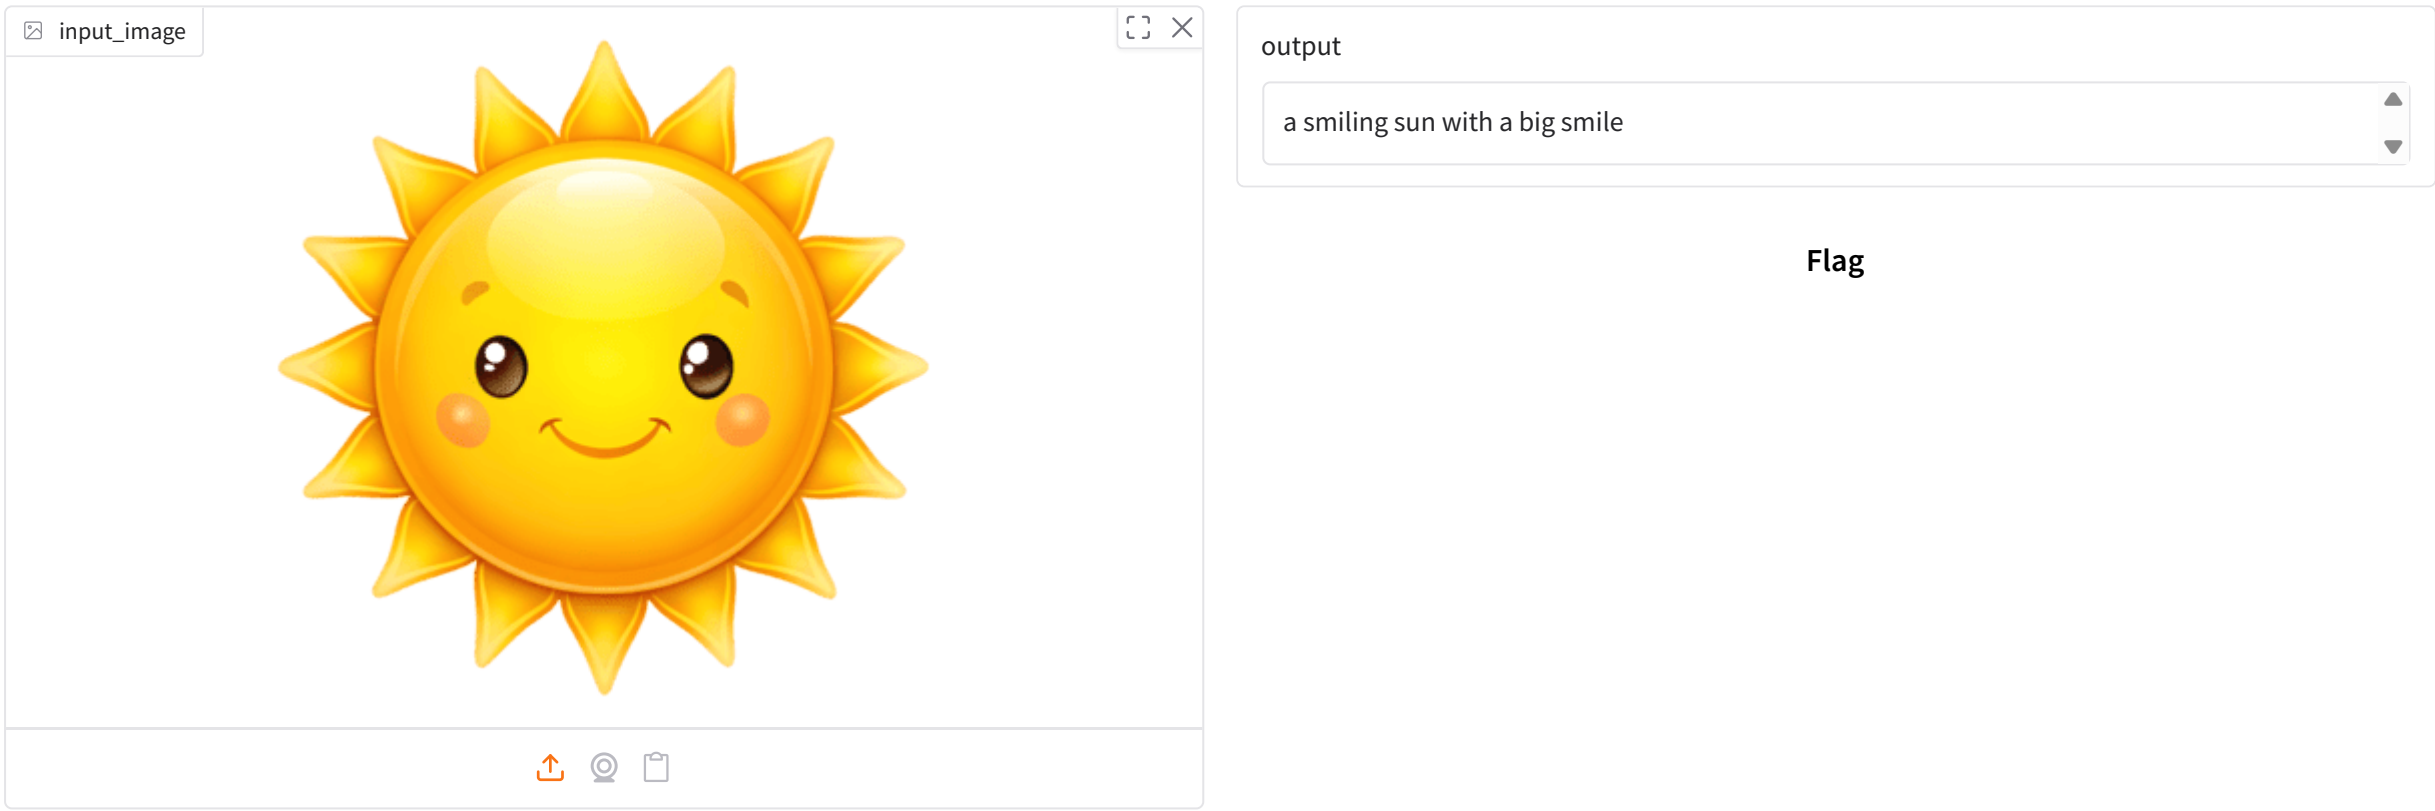 input_image
output
a smiling sun with a big smile
Flag